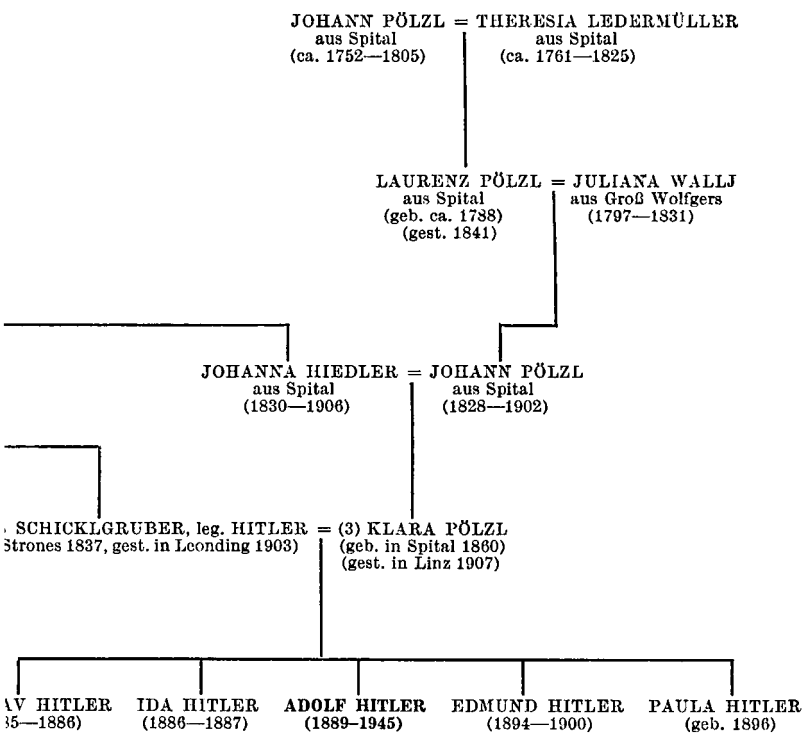 JOHANN PÖLZL = THERESIA LEDERMÜLLER
aus Spital aus Spital
(ca. 1752—1805) (ca. 1761—1825)
LAURENZ PÖLZL = JULIANA WALLJ
aus Spital aus Groß Wolfgers
(geb. ca. 1788) (1797—1831)
(gest. 1841)
JOHANNA HIEDLER = JOHANN PÖLZL
aus Spital aus Spital
(1830—1906) (1828—1902)
SCHICKLGRUBER, leg. HITLER = (3) KLARA PÖLZL
Strones 1837, gest. in Leonding 1903) (geb. in Spital 1860)
(gest. in Linz 1907)
AV HITLER IDA HITLER ADOLF HITLER EDMUND HITLER PAULA HITLER
35—1886) (1886—1887) (1889-1945) (1894—1900) (geb. 1896)